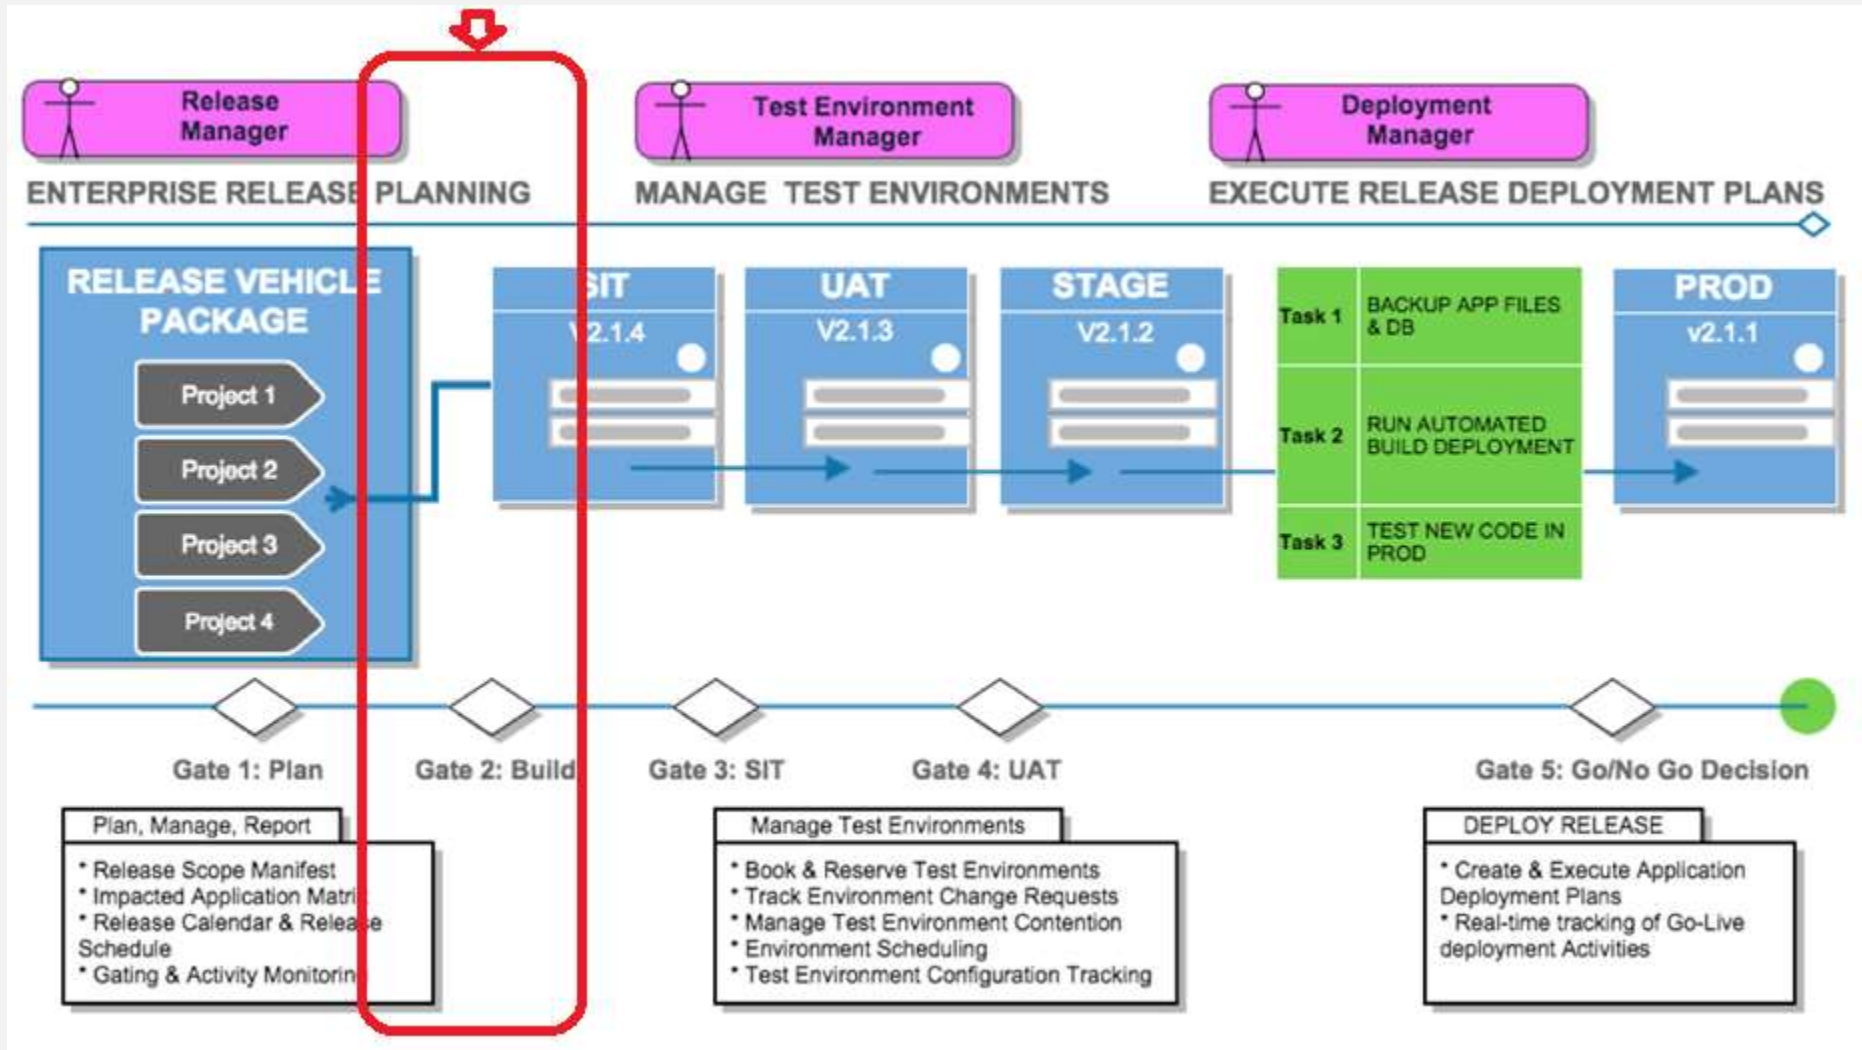 Release
Manager
Test Environment
Manager
Deployment
Manager
ENTERPRISE RELEASE PLANNING
MANAGE TEST ENVIRONMENTS
EXECUTE RELEASE DEPLOYMENT PLANS
RELEASE VEHICLE
PACKAGE
Project 1
Project 2
Project 3
Project 4
SIT
V2.1.4
UAT
V2.1.3
STAGE
V2.1.2
Task 1
BACKUP APP FILES
& DB
Task 2
RUN AUTOMATED
BUILD DEPLOYMENT
Task 3
TEST NEW CODE IN
PROD
PROD
v2.1.1
Gate 1: Plan
Gate 2: Build
Gate 3: SIT
Gate 4: UAT
Gate 5: Go/No Go Decision
Plan, Manage, Report
* Release Scope Manifest
* Impacted Application Matrix
* Release Calendar & Release
Schedule
* Gating & Activity Monitoring
Manage Test Environments
* Book & Reserve Test Environments
* Track Environment Change Requests
* Manage Test Environment Contention
* Environment Scheduling
* Test Environment Configuration Tracking
DEPLOY RELEASE
* Create & Execute Application
Deployment Plans
* Real-time tracking of Go-Live
deployment Activities